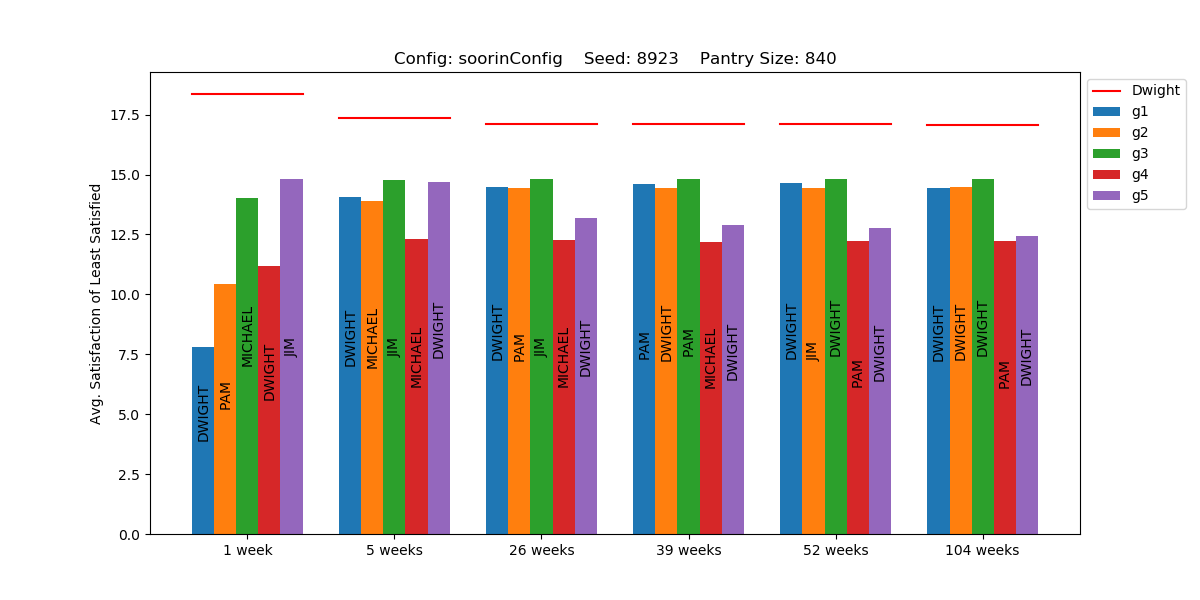 Config: soorinConfig    Seed: 8923    Pantry Size: 840
Avg. Satisfaction of Least Satisfied
17.5
15.0
12.5
10.0
7.5
5.0
2.5
0.0
DWIGHT
PAM
MICHAEL
DWIGHT
JIM
DWIGHT
MICHAEL
JIM
MICHAEL
DWIGHT
DWIGHT
PAM
JIM
MICHAEL
DWIGHT
PAM
DWIGHT
PAM
MICHAEL
DWIGHT
DWIGHT
JIM
DWIGHT
PAM
DWIGHT
DWIGHT
DWIGHT
DWIGHT
PAM
DWIGHT
1 week
5 weeks
26 weeks
39 weeks
52 weeks
104 weeks
Dwight
g1
g2
g3
g4
g5